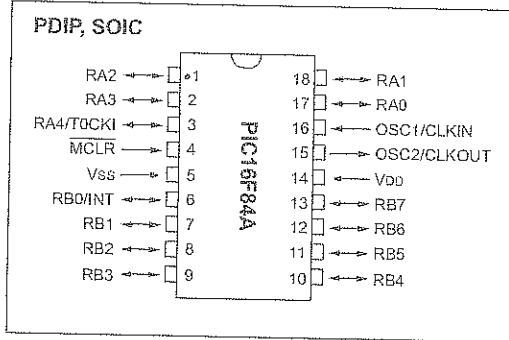 PDIP, SOIC
RA2 1 18 RA1
RA3 2 17 RA0
RA4/T0CKI 3 16 OSC1/CLKIN
MCLR 4 15 OSC2/CLKOUT
Vss 5 14 VDD
RB0/INT 6 13 RB7
RB1 7 12 RB6
RB2 8 11 RB5
RB3 9 10 RB4
PIC16F84A